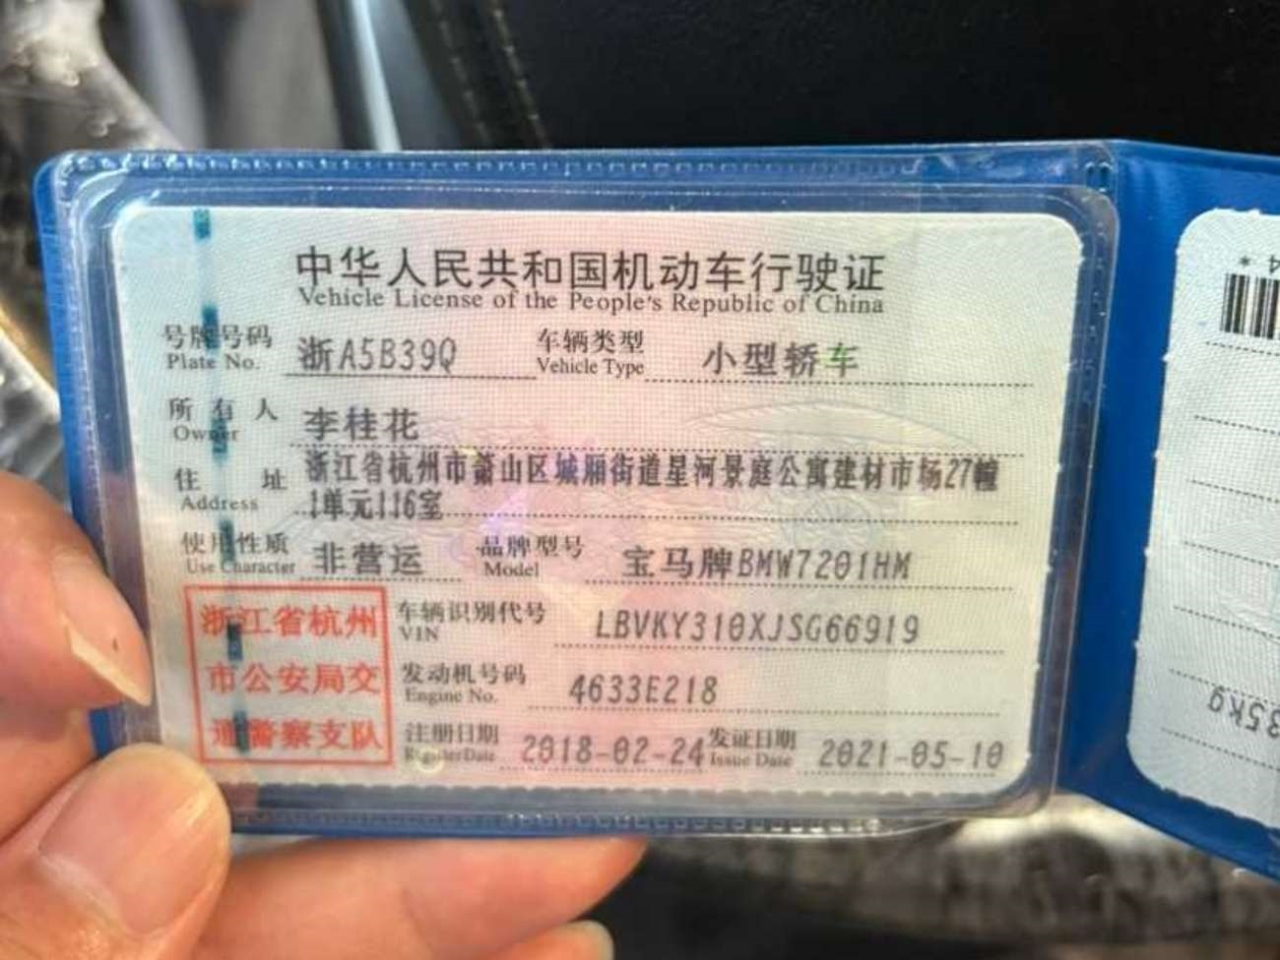 中华人民共和国机动车行驶证
Vehicle License of the People's Republic of China
号牌号码 浙A5B39Q 车辆类型 小型轿车
Plate No. Vehicle Type
所有人 李桂花
Owner
住址 浙江省杭州市萧山区城厢街道星河景庭公寓建材市场27幢
Address 1单元116室
使用性质 非营运 品牌型号 宝马牌BMW7201HM
Use Character Model
浙江省杭州
市公安局交
通警察支队
车辆识别代号 LBVKY310XJSG66919
VIN
发动机号码 4633E218
Engine No.
注册日期 2018-02-24 发证日期 2021-05-10
Register Date Issue Date